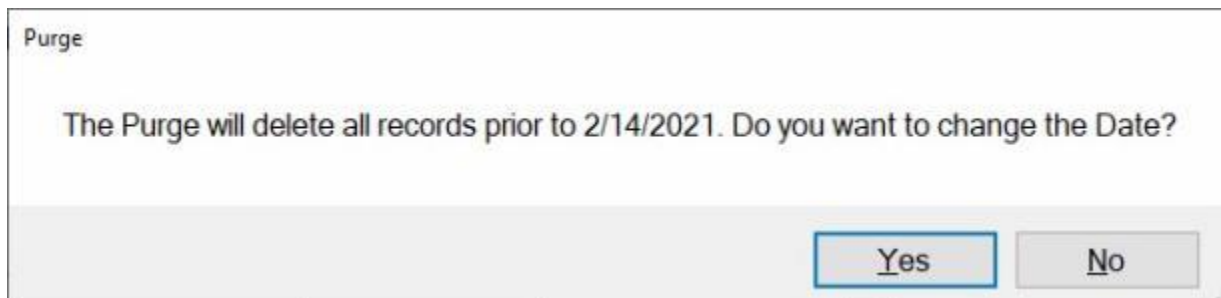 Purge
The Purge will delete all records prior to 2/14/2021. Do you want to change the Date?
Yes
No